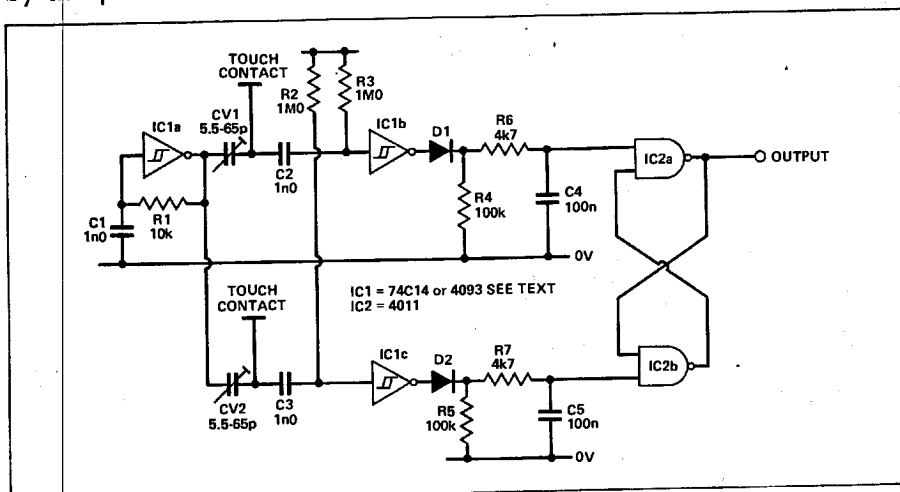 TOUCH
CONTACT
CV1
5.5-65p
IC1a
R2
1M0
R3
1M0
IC1b
D1
R6
4k7
IC2a
OUTPUT
C2
1n0
R1
10k
C1
1n0
R4
100k
C4
100n
0V
TOUCH
CONTACT
IC1 = 74C14 or 4093 SEE TEXT
IC2 = 4011
CV2
5.5-65p
C3
1n0
IC1c
D2
R7
4k7
IC2b
R5
100k
C5
100n
0V